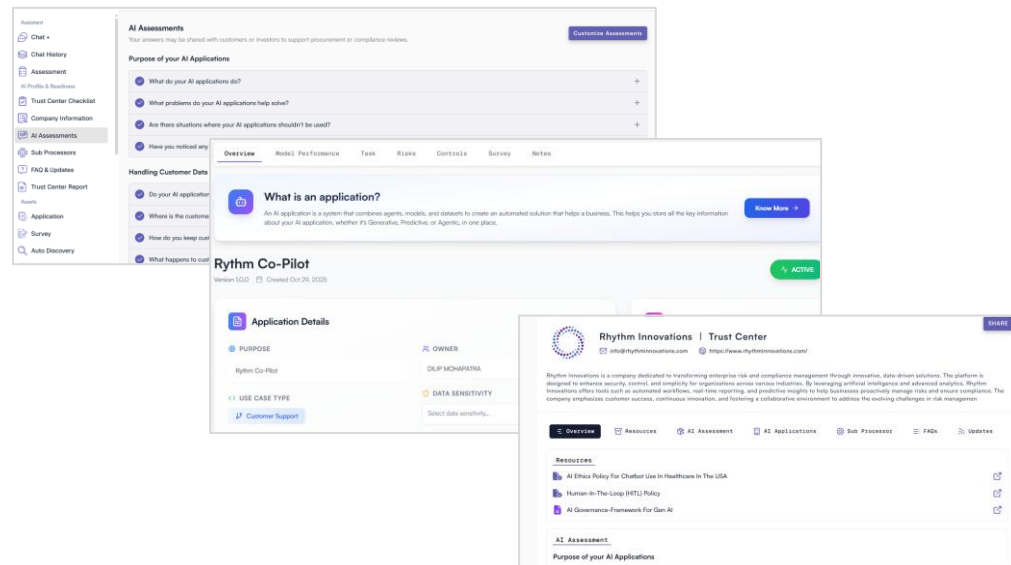 Assistant
Chat +
Chat History
Assessment
AI Profile & Readiness
Trust Center Checklist
Company Information
AI Assessments
Sub Processors
FAQ & Updates
Trust Center Report
Assets
Application
Survey
Auto Discovery
AI Assessments
Your answers may be shared with customers or investors to support procurement or compliance reviews.
Customize Assessments
Purpose of your AI Applications
What do your AI applications do?
What problems do your AI applications help solve?
Are there situations where your AI applications shouldn't be used?
Have you noticed any
Handling Customer Data
Do your AI application
Where is the custome
How do you keep cust
What happens to cust
Overview Model Performance Task Risks Controls Survey Notes
What is an application?
An AI application is a system that combines agents, models, and datasets to create an automated solution that helps a business. This helps you store all the key information
about your AI application, whether it's Generative, Predictive, or Agentic, in one place.
Know More
Rythm Co-Pilot
Version 1.0.0 Created Oct 29, 2025
ACTIVE
Application Details
PURPOSE
Rythm Co-Pilot
USE CASE TYPE
Customer Support
OWNER
DILIP MOHAPATRA
DATA SENSITIVITY
Select data sensitivity...
SHARE
Rhythm Innovations | Trust Center
info@rhythminnovations.com https://www.rhythminnovations.com/
Rhythm Innovations is a company dedicated to transforming enterprise risk and compliance management through innovative, data-driven solutions. The platform is
designed to enhance security, control, and simplicity for organizations across various industries. By leveraging artificial intelligence and advanced analytics, Rhythm
Innovations offers tools such as automated workflows, real-time reporting, and predictive insights to help businesses proactively manage risks and ensure compliance. The
company emphasizes customer success, continuous innovation, and fostering a collaborative environment to address the evolving challenges in risk managemen
Overview Resources AI Assessment AI Applications Sub Processor FAQs Updates
Resources
AI Ethics Policy For Chatbot Use In Healthcare In The USA
Human-In-The-Loop (HITL) Policy
AI Governance-Framework For Gen AI
AI Assessment
Purpose of your AI Applications